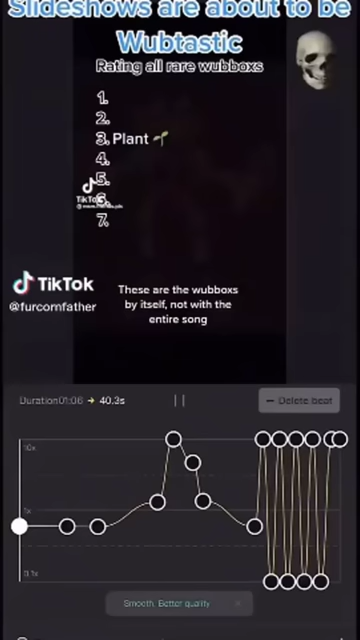 Slideshows are about to be
Wubtastic
Rating all rare wubboxs
1.
2.
3. Plant 🌱
4.
5.
6.
7.
TikTok
TikTok
@furcornfather
These are the wubboxs
by itself, not with the
entire song
Duration01:06 → 40.3s
− Delete beat
10x
1x
0.1x
Smooth. Better quality